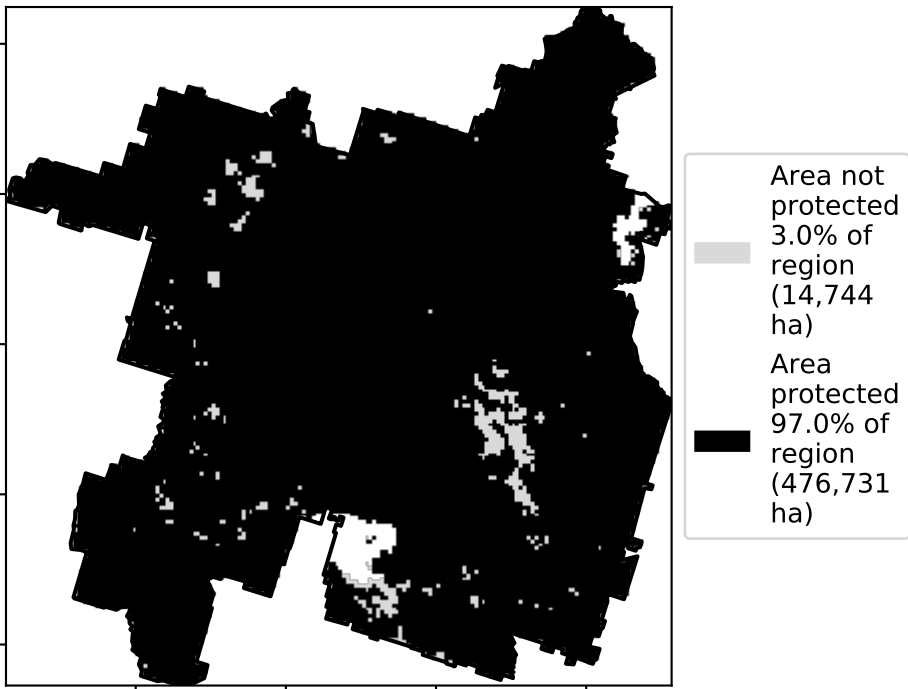 Area not
protected
3.0% of
region
(14,744
ha)
Area
protected
97.0% of
region
(476,731
ha)